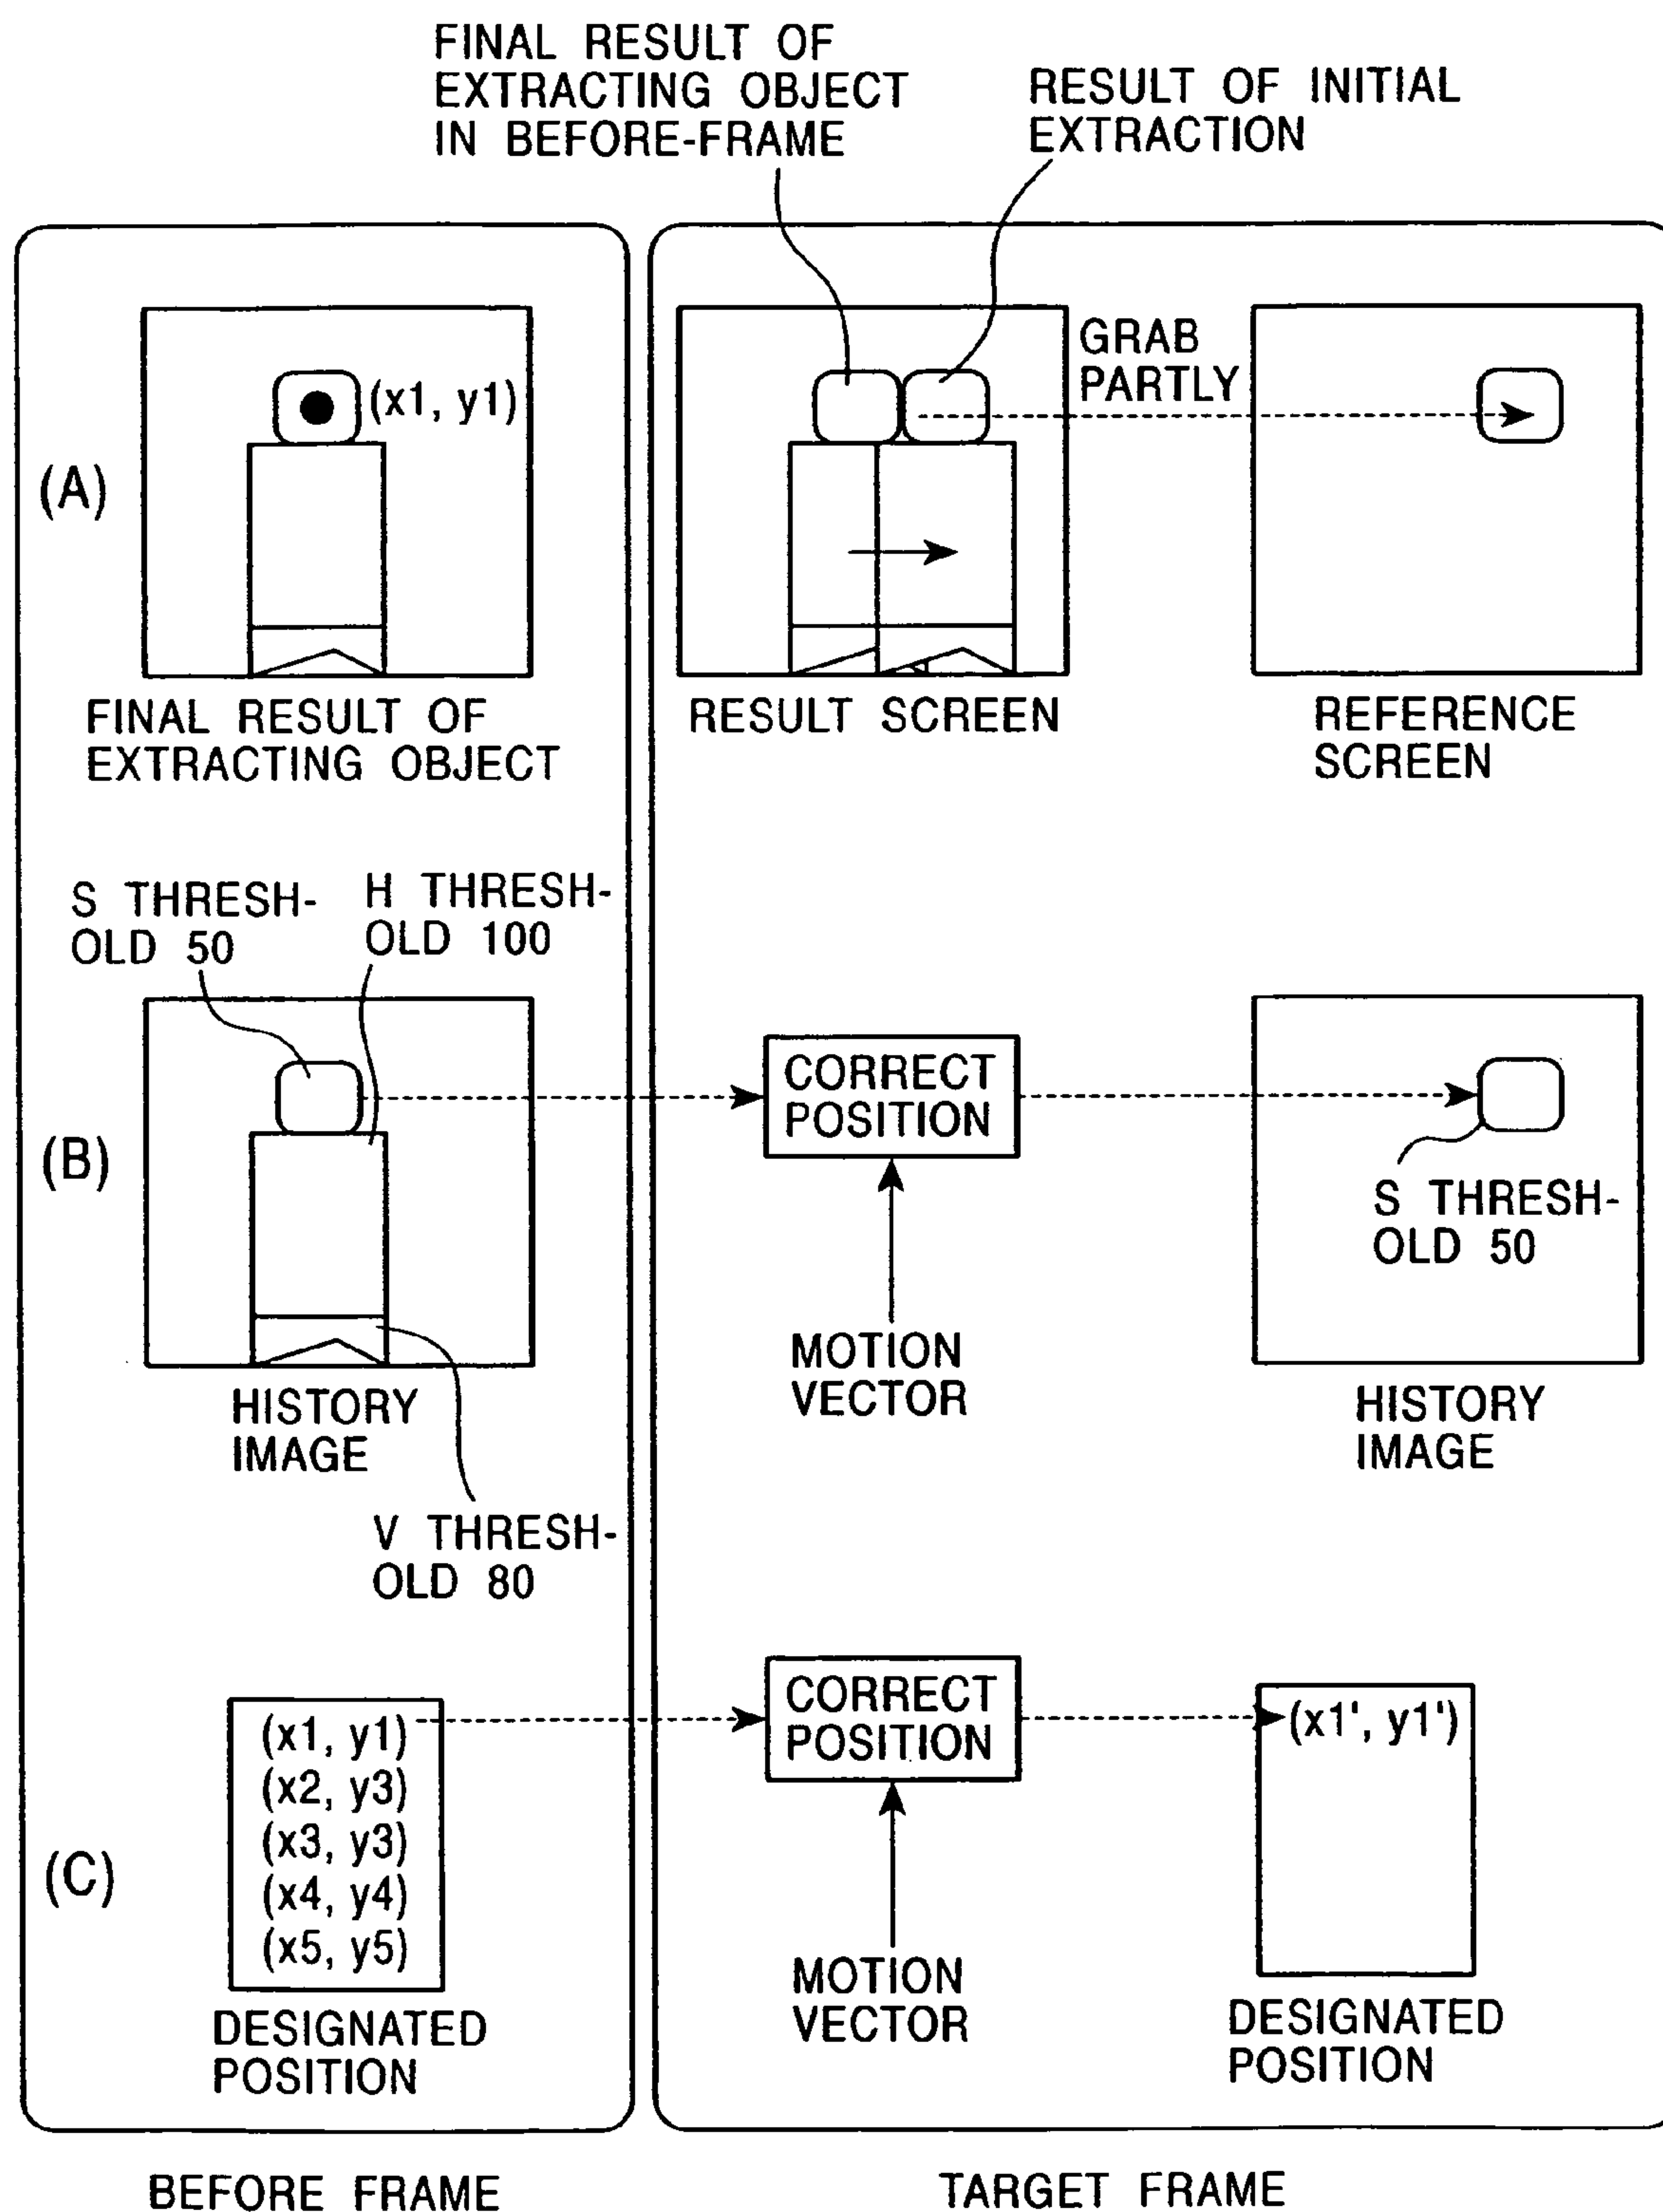 FINAL RESULT OF
EXTRACTING OBJECT
IN BEFORE-FRAME
RESULT OF INITIAL
EXTRACTION
(A)
(x1, y1)
GRAB
PARTLY
FINAL RESULT OF
EXTRACTING OBJECT
RESULT SCREEN
REFERENCE
SCREEN
(B)
S THRESH-
OLD 50
H THRESH-
OLD 100
CORRECT
POSITION
S THRESH-
OLD 50
MOTION
VECTOR
HISTORY
IMAGE
HISTORY
IMAGE
V THRESH-
OLD 80
(C)
(x1, y1)
(x2, y3)
(x3, y3)
(x4, y4)
(x5, y5)
CORRECT
POSITION
(x1', y1')
MOTION
VECTOR
DESIGNATED
POSITION
DESIGNATED
POSITION
BEFORE FRAME
TARGET FRAME